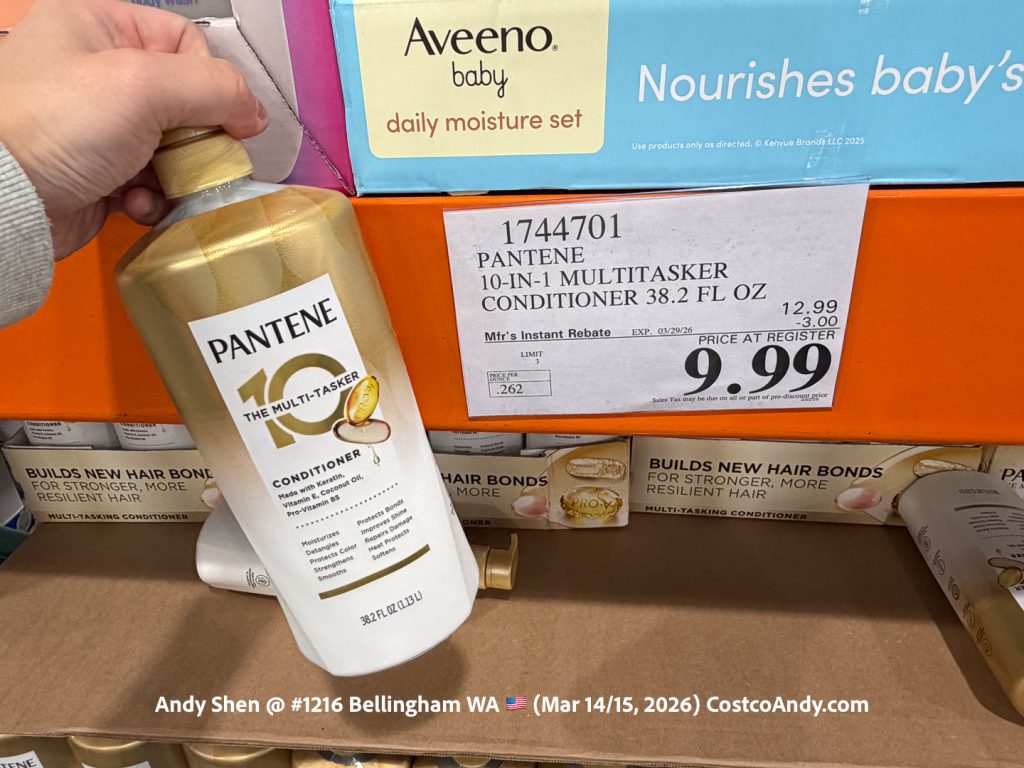 body wash
Aveeno®
baby
daily moisture set
Nourishes baby's
Use products only as directed. © Kenvue Brands LLC 2025
1744701
PANTENE
10-IN-1 MULTITASKER
CONDITIONER 38.2 FL OZ
12.99
-3.00
Mfr's Instant Rebate EXP. 03/29/26
PRICE AT REGISTER
LIMIT
3
9.99
PRICE PER
OUNCE
.262
Sales Tax may be due on all or part of pre-discount price
PANTENE
10
THE MULTI-TASKER
CONDITIONER
Made with Keratin,
Vitamin E, Coconut Oil,
Pro-Vitamin B5
Moisturizes
Detangles
Protects Color
Strengthens
Smooths
Protects Bonds
Improves Shine
Repairs Damage
Heat Protects
Softens
38.2 FL OZ (1.13 L)
CONDITIONER
CONDITIONER
BUILDS NEW HAIR BOND
FOR STRONGER, MORE
RESILIENT HAIR
MULTI-TASKING CONDITIONER
HAIR BONDS
MORE
PRO-V
BUILDS NEW HAIR BONDS
FOR STRONGER, MORE
RESILIENT HAIR
MULTI-TASKING CONDITIONER
Andy Shen @ #1216 Bellingham WA 🇺🇸 (Mar 14/15, 2026) CostcoAndy.com